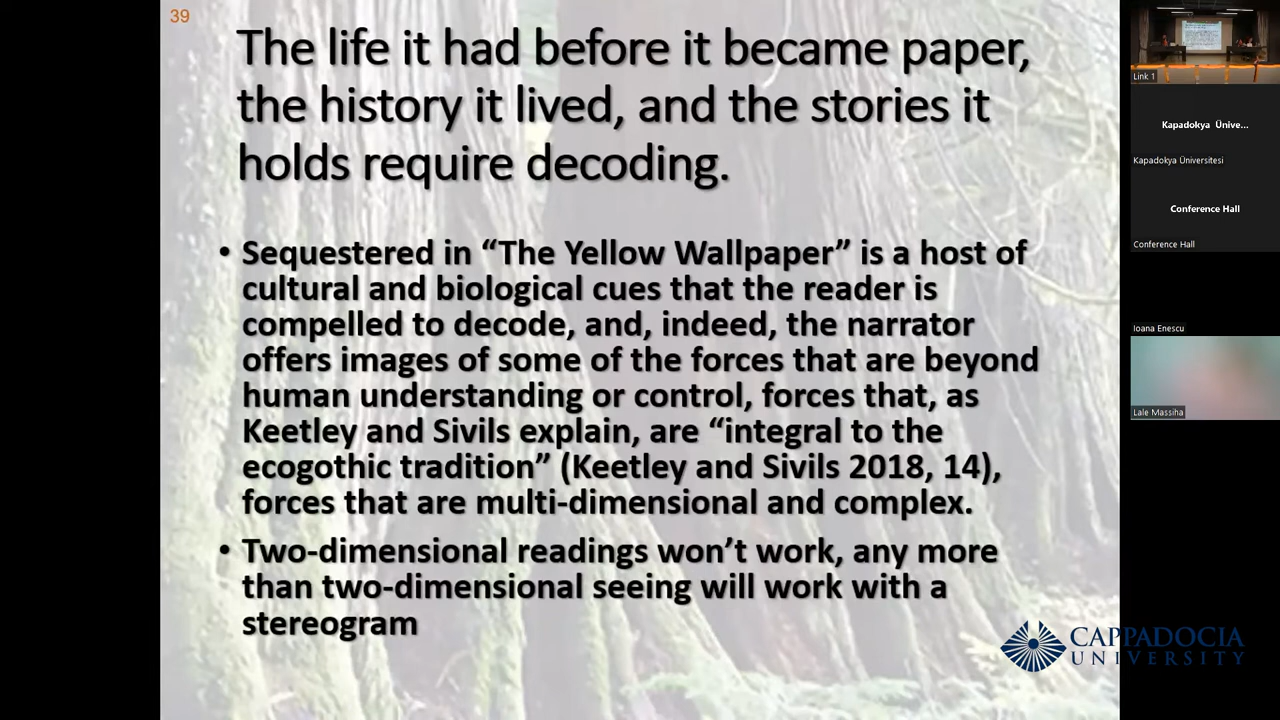 39
The life it had before it became paper,
the history it lived, and the stories it
holds require decoding.
• Sequestered in “The Yellow Wallpaper” is a host of
cultural and biological cues that the reader is
compelled to decode, and, indeed, the narrator
offers images of some of the forces that are beyond
human understanding or control, forces that, as
Keetley and Sivils explain, are “integral to the
ecogothic tradition” (Keetley and Sivils 2018, 14),
forces that are multi-dimensional and complex.
• Two-dimensional readings won’t work, any more
than two-dimensional seeing will work with a
stereogram
CAPPADOCIA
UNIVERSITY
Link 1
Kapadokya Ünive...
Kapadokya Üniversitesi
Conference Hall
Conference Hall
Ioana Enescu
Lale Massiha